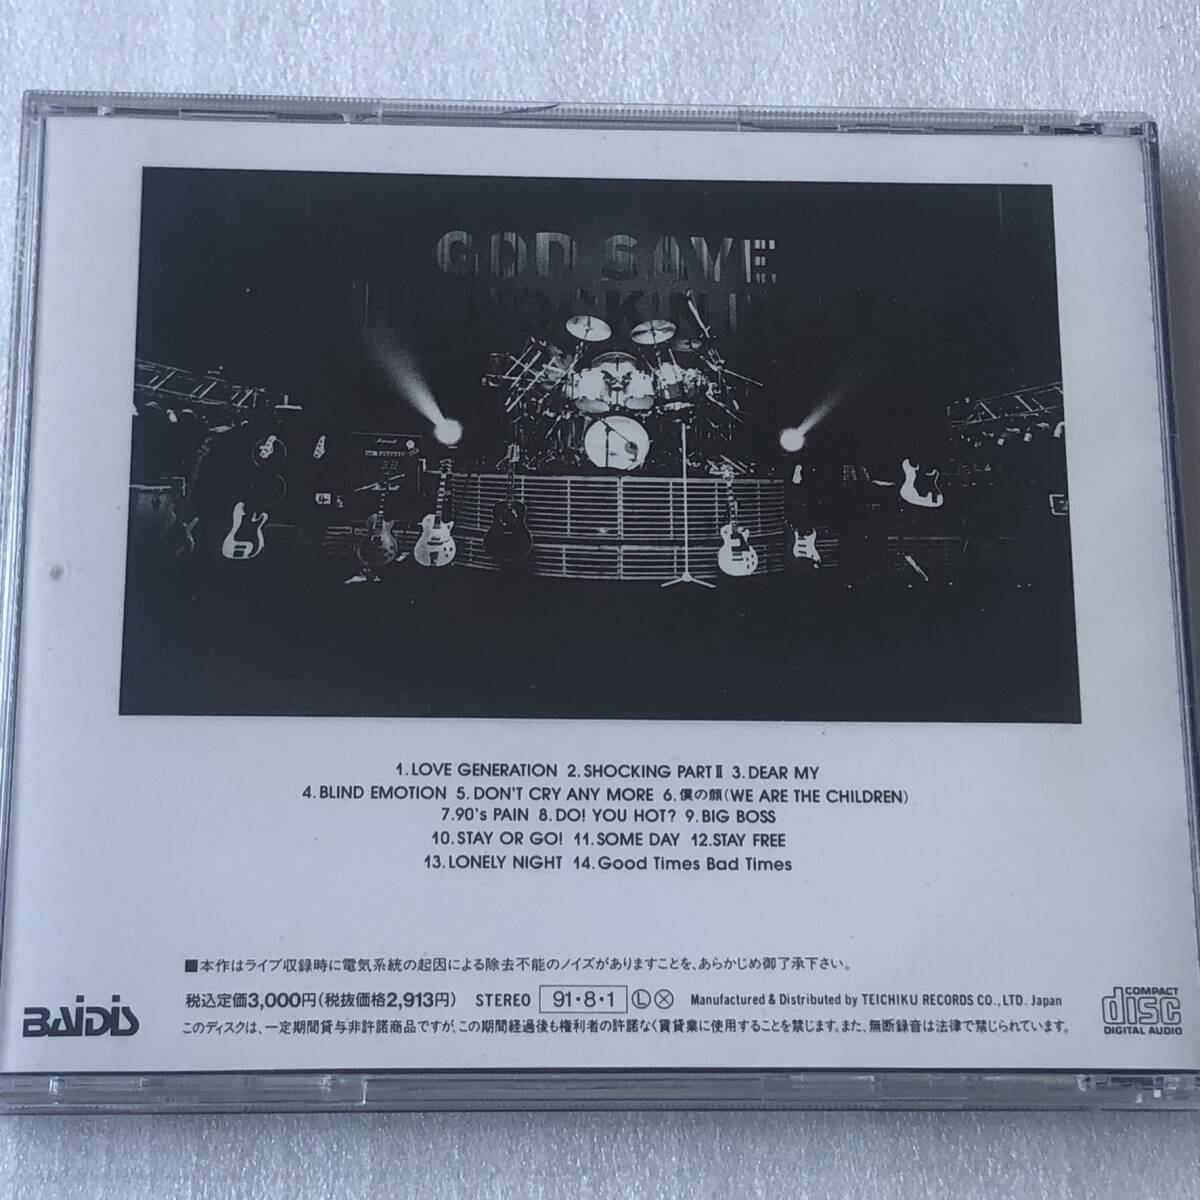 GOD SAVE
Marshall
1.LOVE GENERATION 2.SHOCKING PARTⅡ 3.DEAR MY
4.BLIND EMOTION 5.DON'T CRY ANY MORE 6.僕の顔(WE ARE THE CHILDREN)
7.90's PAIN 8.DO! YOU HOT? 9.BIG BOSS
10.STAY OR GO! 11.SOME DAY 12.STAY FREE
13.LONELY NIGHT 14.Good Times Bad Times
■本作はライブ収録時に電気系統の起因による除去不能のノイズがありますことを、あらかじめ御了承下さい。
BAiDiS
税込定価3,000円(税抜価格2,913円) STEREO 91・8・1 Ⓛ Ⓧ Manufactured & Distributed by TEICHIKU RECORDS CO., LTD. Japan
このディスクは、一定期間貸与非許諾商品ですが、この期間経過後も権利者の許諾なく賃貸業に使用することを禁じます。また、無断録音は法律で禁じられています。
COMPACT
disc
DIGITAL AUDIO